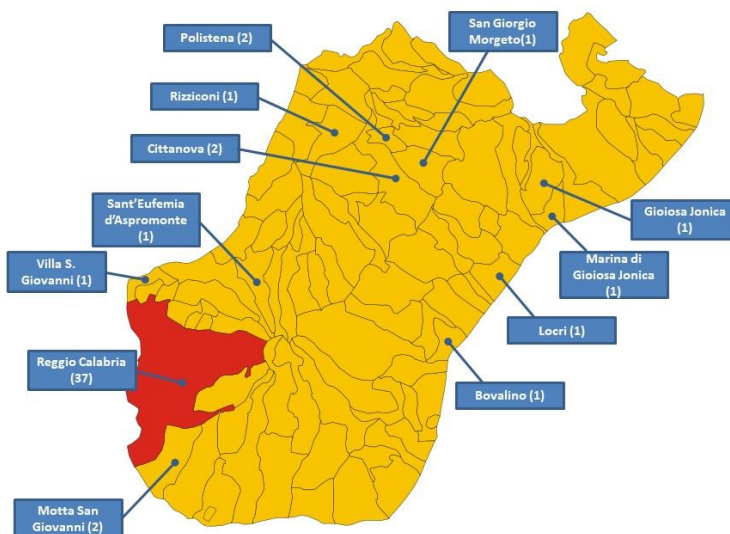 Polistena (2)
San Giorgio
Morgeto(1)
Rizziconi (1)
Cittanova (2)
Sant'Eufemia
d'Aspromonte
(1)
Villa S.
Giovanni (1)
Reggio Calabria
(37)
Motta San
Giovanni (2)
Gioiosa Jonica
(1)
Marina di
Gioiosa Jonica
(1)
Locri (1)
Bovalino (1)